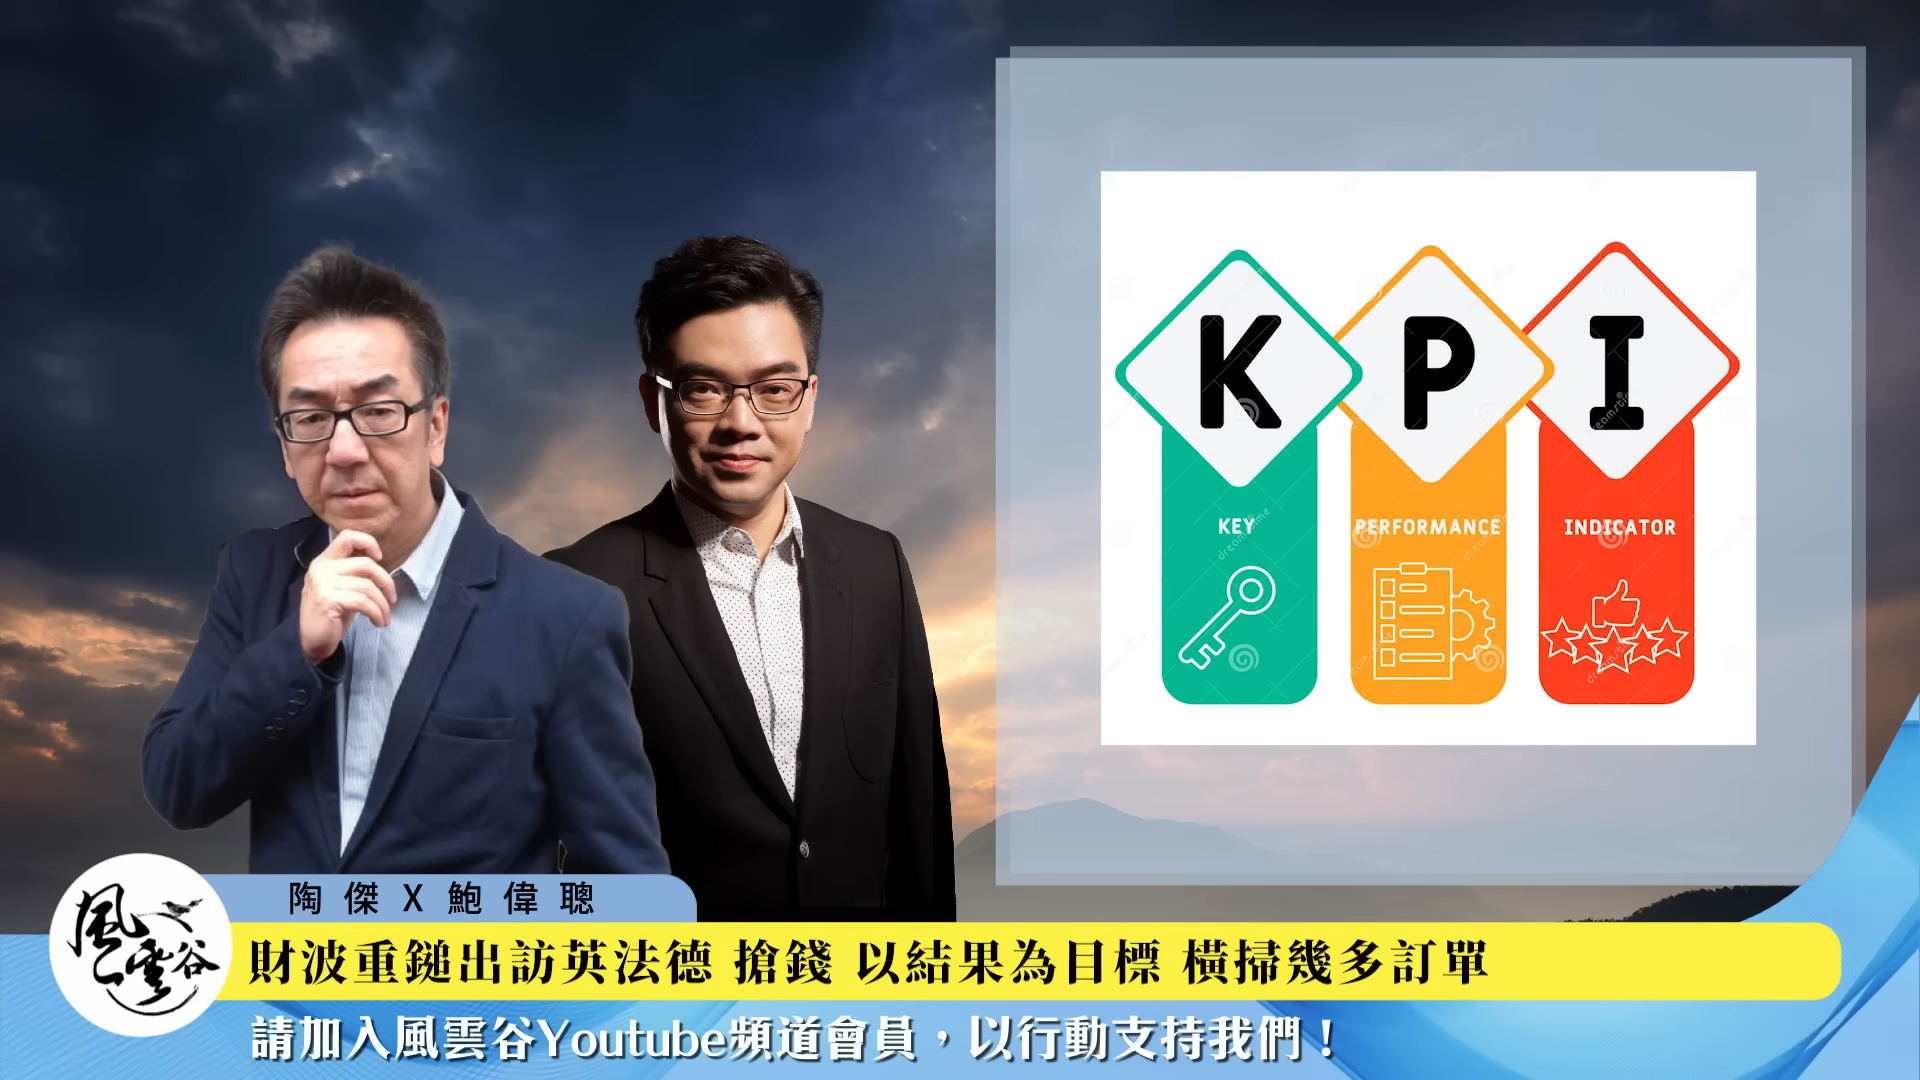 K P I
KEY
PERFORMANCE
INDICATOR
dreamstime
風雲谷
陶傑X鮑偉聰
財波重鎚出訪英法德 搶錢 以結果為目標 橫掃幾多訂單
請加入風雲谷Youtube頻道會員，以行動支持我們！